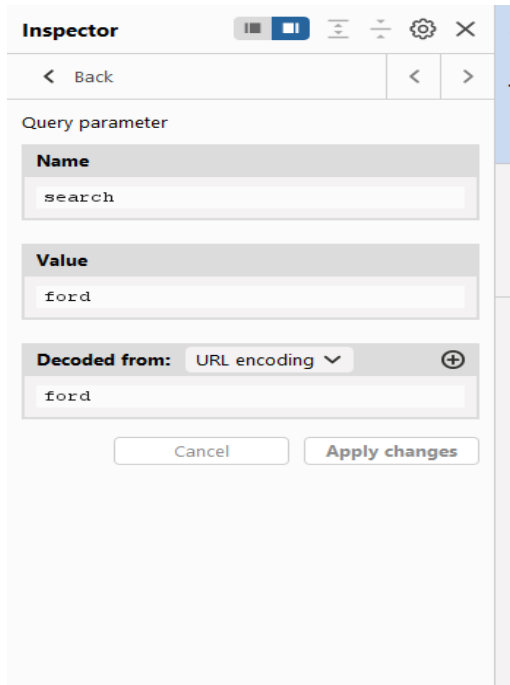 Inspector
Back
Query parameter
Name
search
Value
ford
Decoded from: URL encoding
ford
Cancel Apply changes